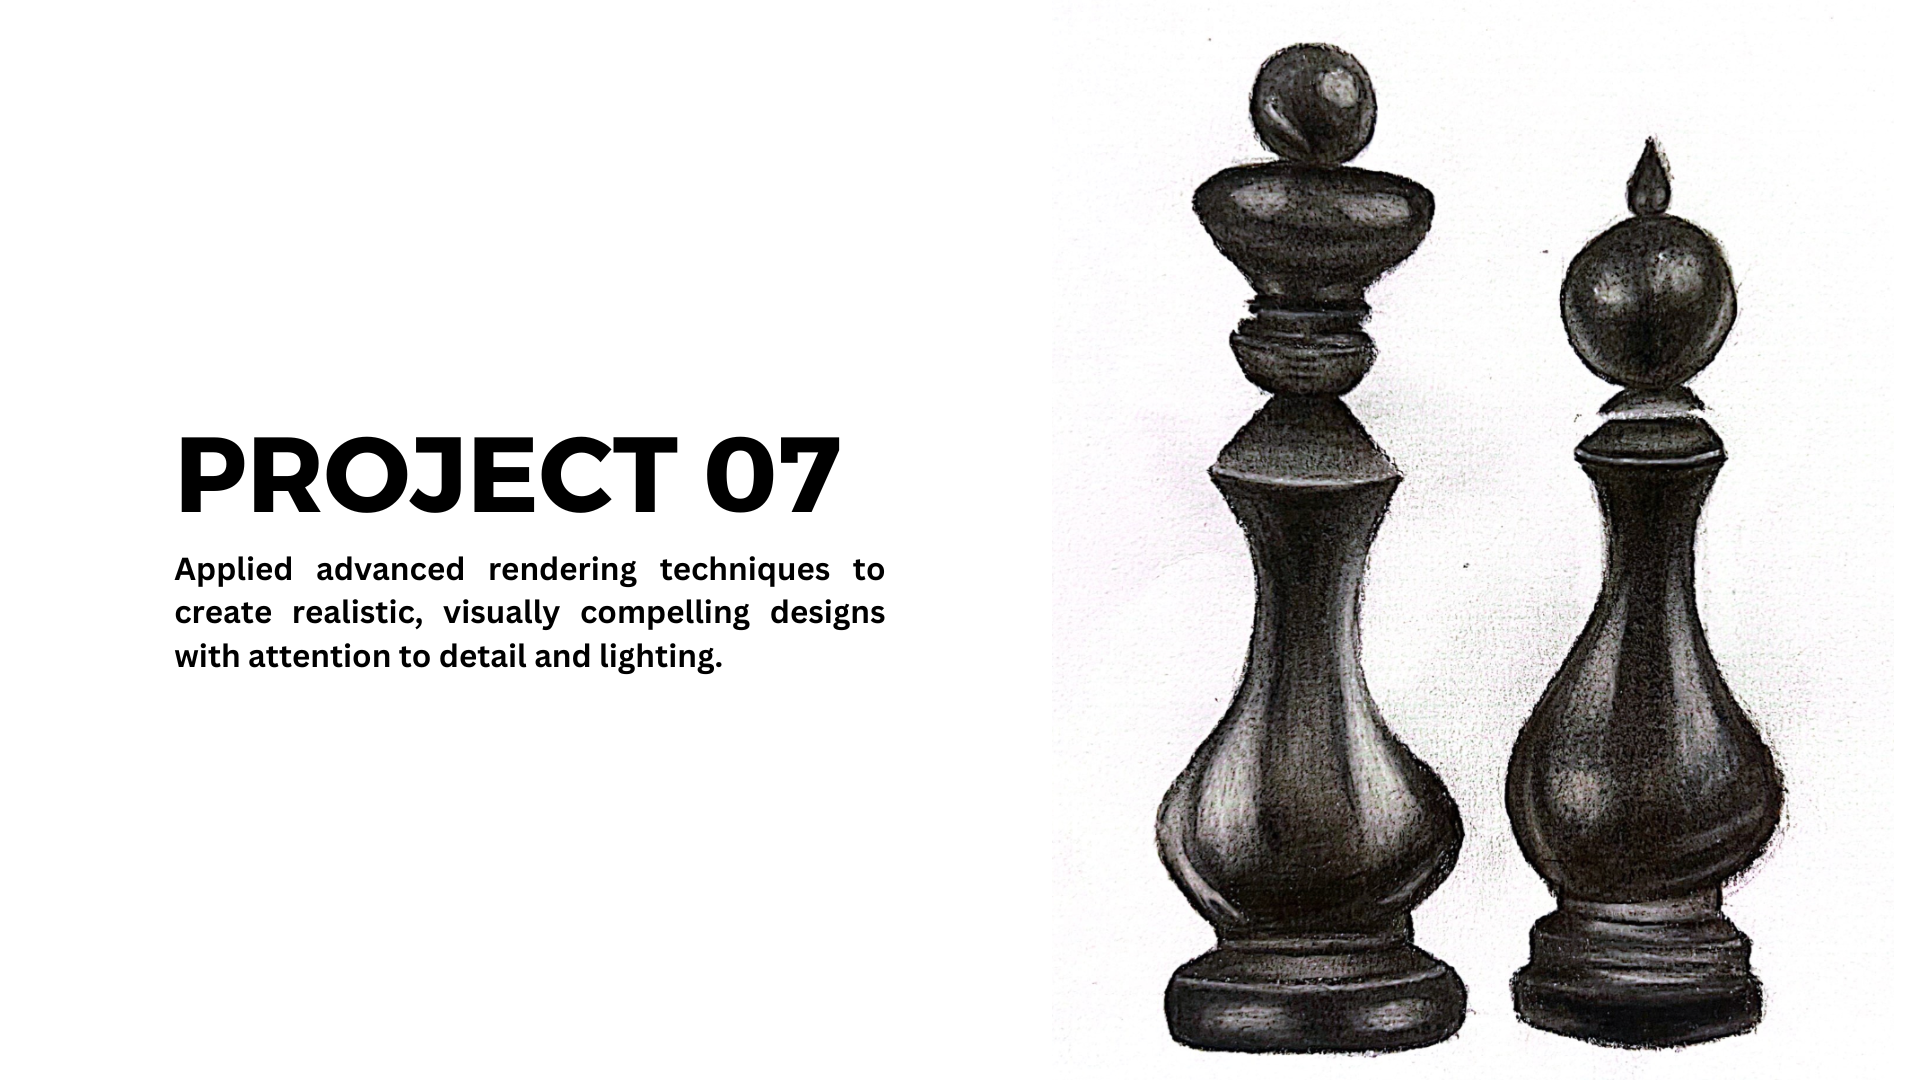 PROJECT 07
Applied advanced rendering techniques to
create realistic, visually compelling designs
with attention to detail and lighting.